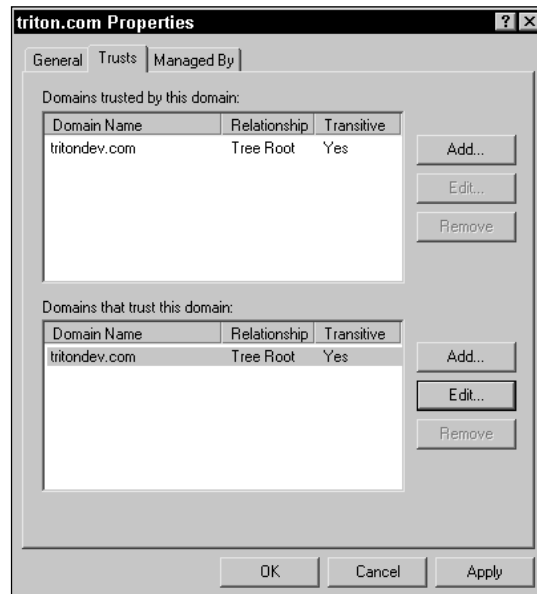 triton.com Properties
General Trusts Managed By
Domains trusted by this domain:
Domain Name Relationship Transitive
tritondev.com Tree Root Yes
Add...
Edit...
Remove
Domains that trust this domain:
Domain Name Relationship Transitive
tritondev.com Tree Root Yes
Add...
Edit...
Remove
OK Cancel Apply